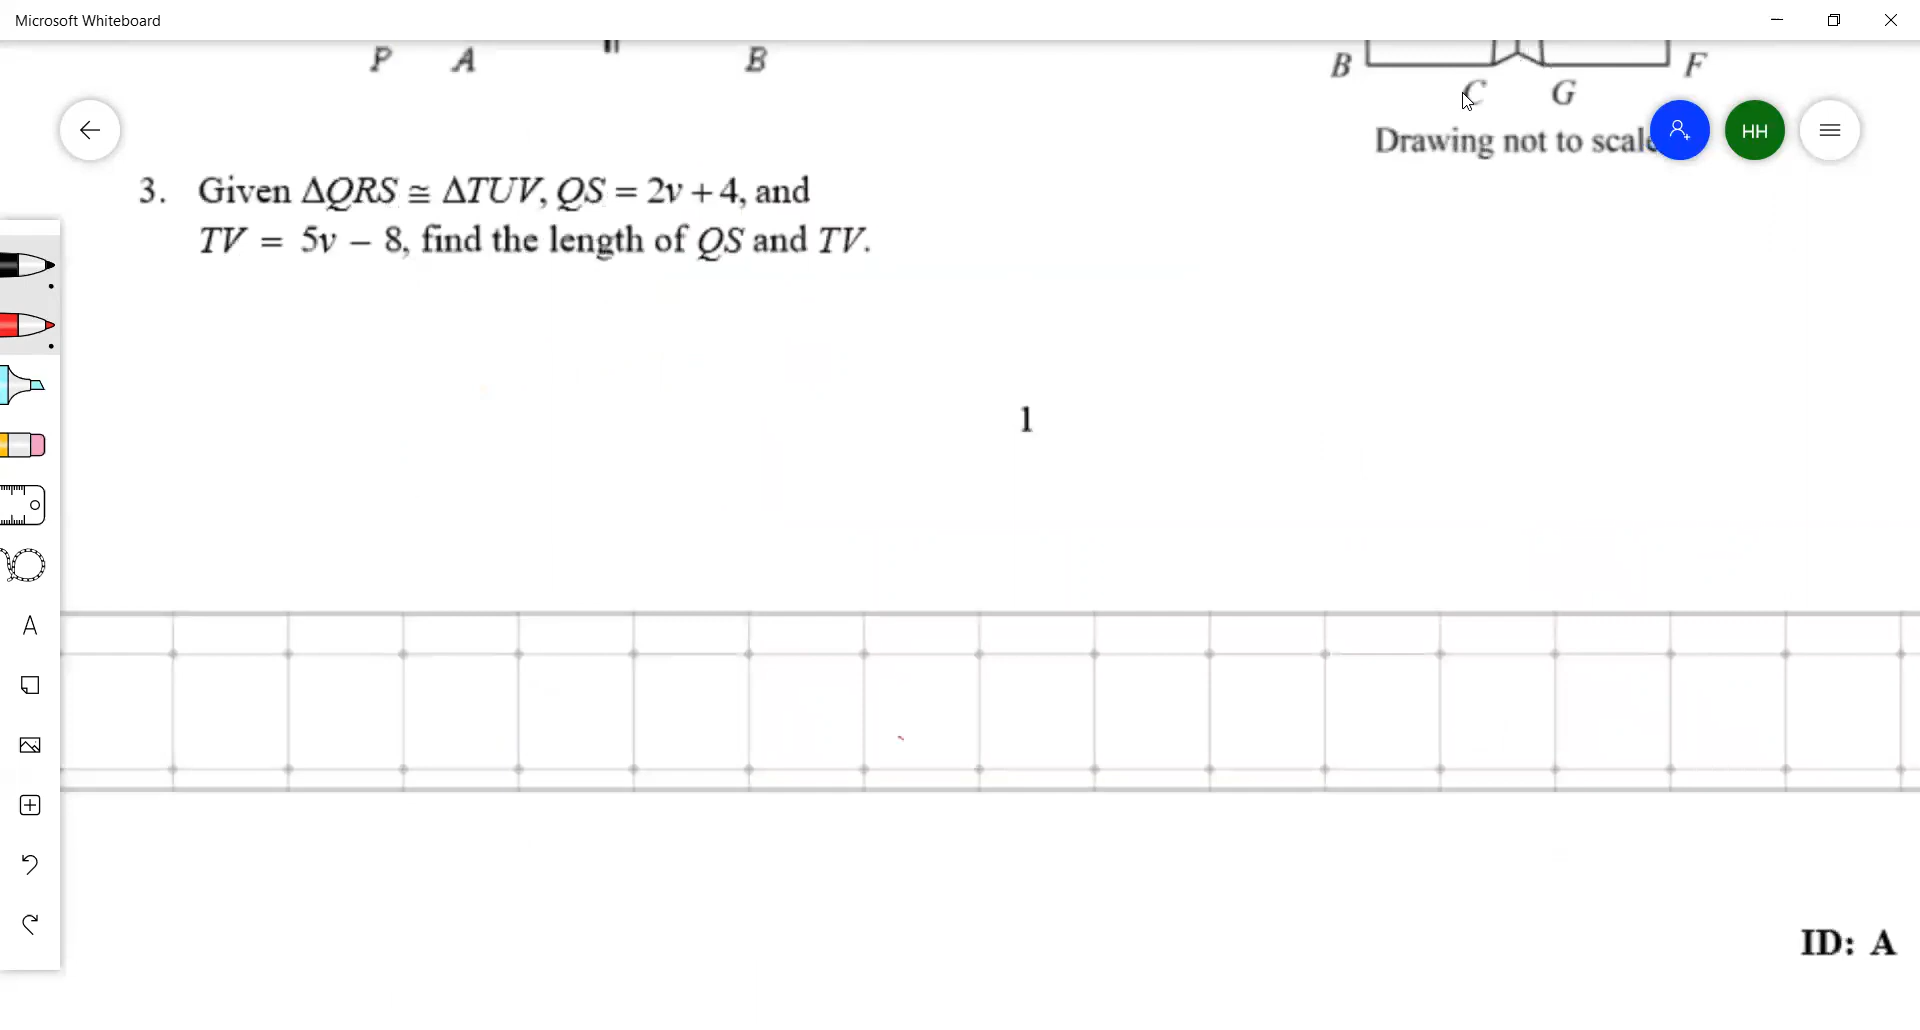 Microsoft Whiteboard
P A B
B F
C G
Drawing not to scale
HH
3. Given ΔQRS ≅ ΔTUV, QS = 2v + 4, and
TV = 5v − 8, find the length of QS and TV.
1
A
ID: A